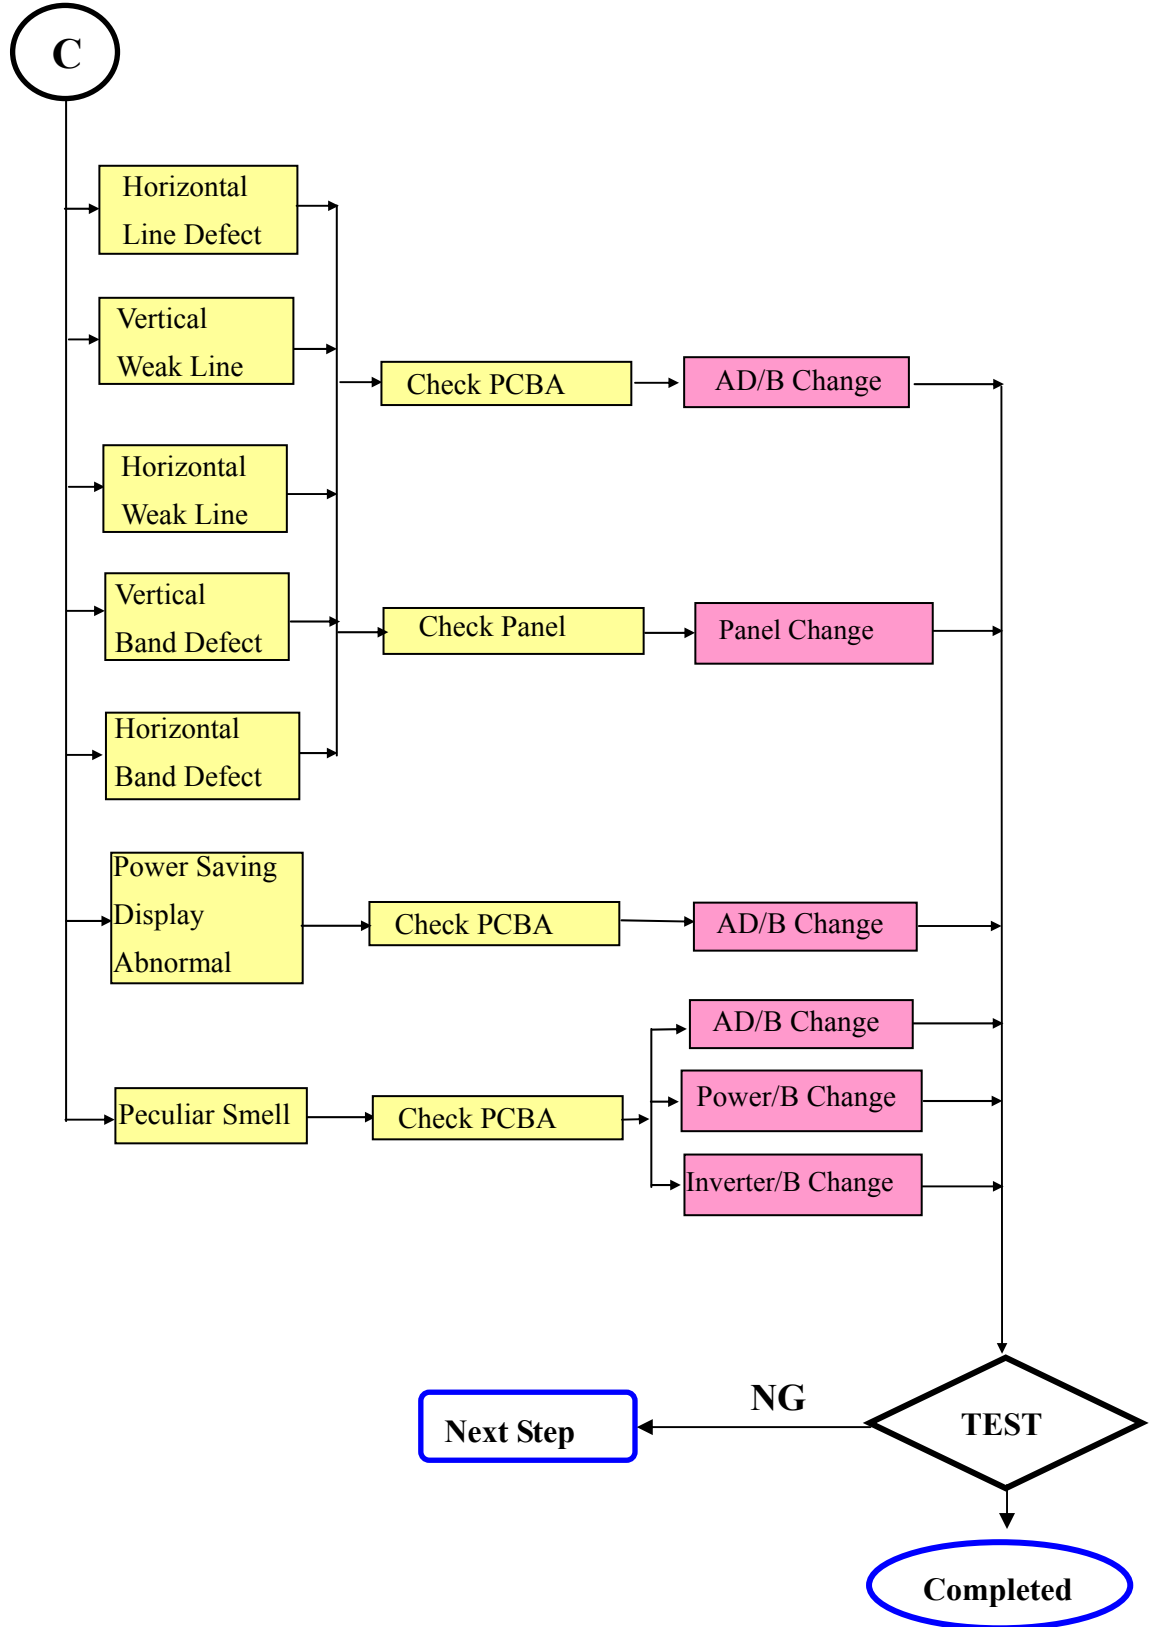 C
Horizontal
Line Defect
Vertical
Weak Line
Check PCBA
AD/B Change
Horizontal
Weak Line
Vertical
Band Defect
Check Panel
Panel Change
Horizontal
Band Defect
Power Saving
Display
Abnormal
Check PCBA
AD/B Change
AD/B Change
Power/B Change
Peculiar Smell
Check PCBA
Inverter/B Change
NG
TEST
Next Step
Completed